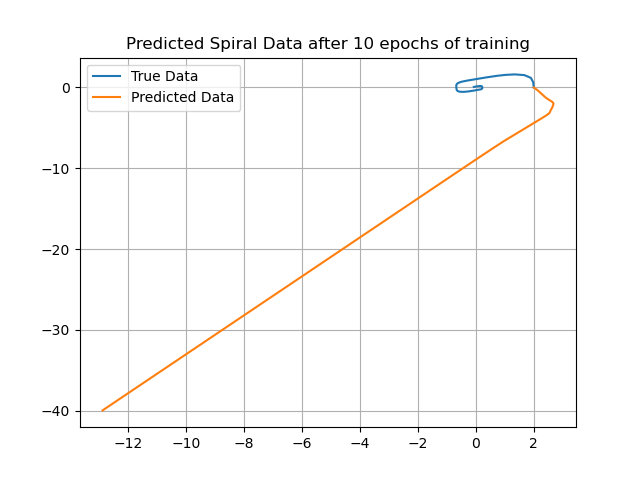 Predicted Spiral Data after 10 epochs of training
True Data
Predicted Data
0
−10
−20
−30
−40
−12 −10 −8 −6 −4 −2 0 2